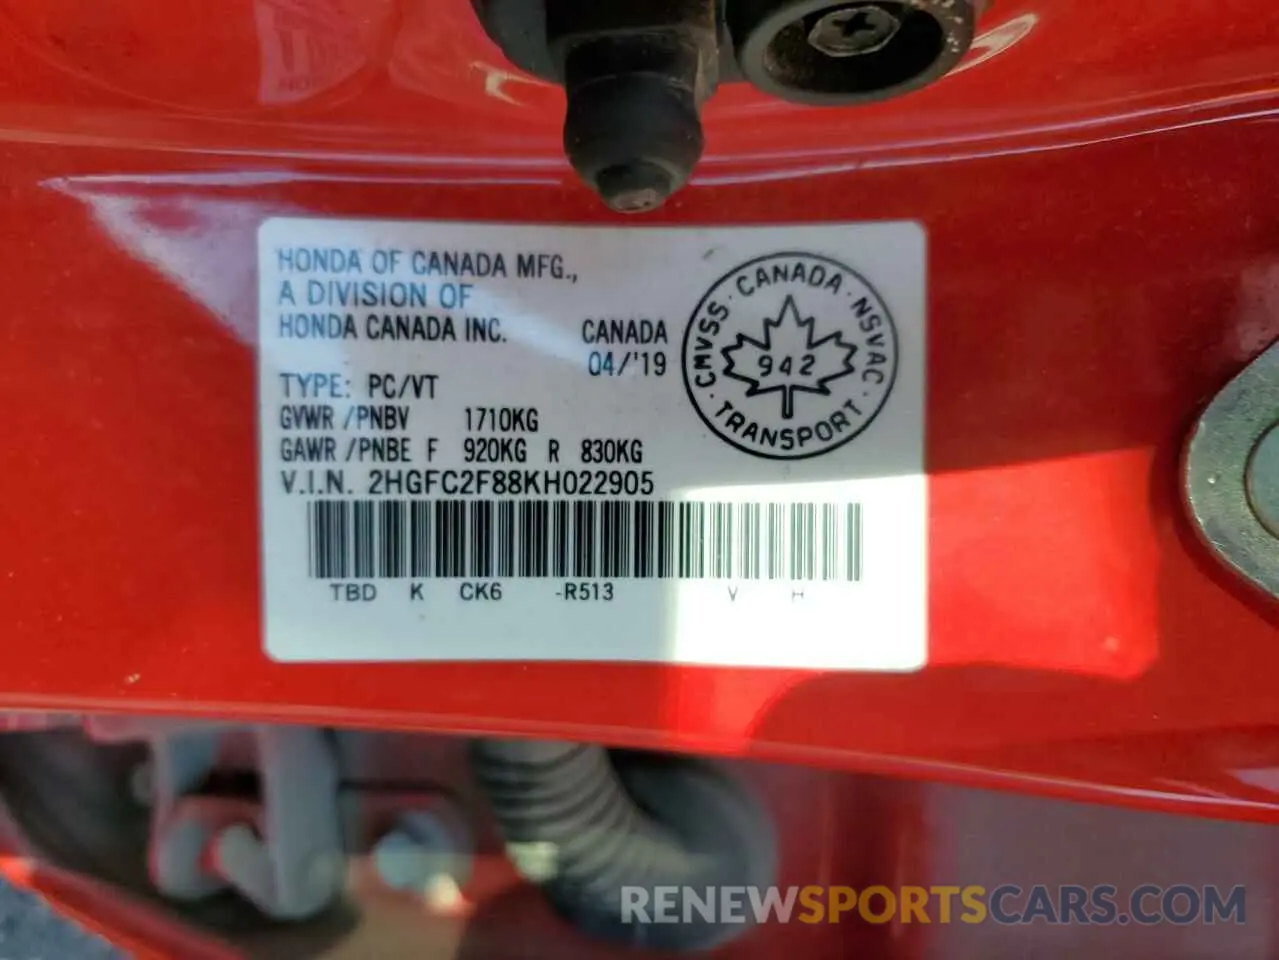 HONDA OF CANADA MFG.,
A DIVISION OF
HONDA CANADA INC. CANADA
04/'19
TYPE: PC/VT
GVWR /PNBV 1710KG
GAWR /PNBE F 920KG R 830KG
V.I.N. 2HGFC2F88KH022905
TBD K CK6 -R513 V H
CMVSS · CANADA · NSVAC · TRANSPORT ·
942
RENEWSPORTSCARS.COM